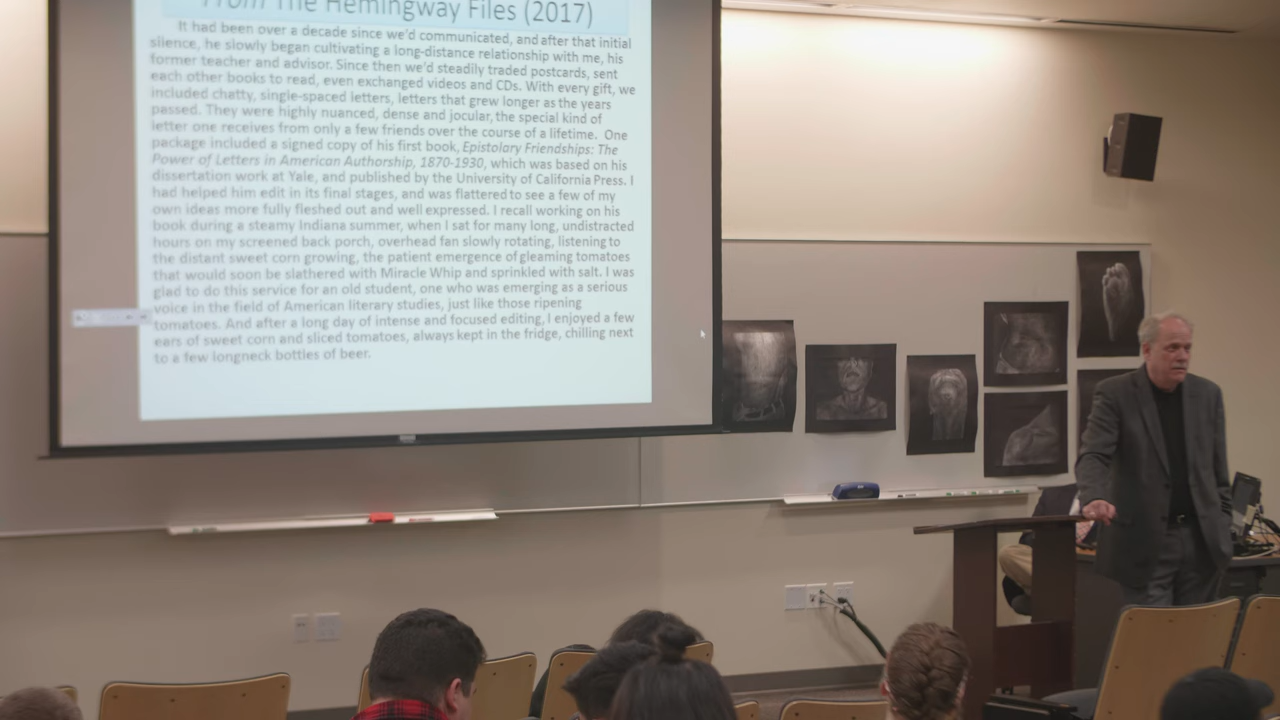 From The Hemingway Files (2017)
It had been over a decade since we'd communicated, and after that initial
silence, he slowly began cultivating a long-distance relationship with me, his
former teacher and advisor. Since then we'd steadily traded postcards, sent
each other books to read, even exchanged videos and CDs. With every gift, we
included chatty, single-spaced letters, letters that grew longer as the years
passed. They were highly nuanced, dense and jocular, the special kind of
letter one receives from only a few friends over the course of a lifetime. One
package included a signed copy of his first book, Epistolary Friendships: The
Power of Letters in American Authorship, 1870-1930, which was based on his
dissertation work at Yale, and published by the University of California Press. I
had helped him edit in its final stages, and was flattered to see a few of my
own ideas more fully fleshed out and well expressed. I recall working on his
book during a steamy Indiana summer, when I sat for many long, undistracted
hours on my screened back porch, overhead fan slowly rotating, listening to
the distant sweet corn growing, the patient emergence of gleaming tomatoes
that would soon be slathered with Miracle Whip and sprinkled with salt. I was
glad to do this service for an old student, one who was emerging as a serious
voice in the field of American literary studies, just like those ripening
tomatoes. And after a long day of intense and focused editing, I enjoyed a few
ears of sweet corn and sliced tomatoes, always kept in the fridge, chilling next
to a few longneck bottles of beer.